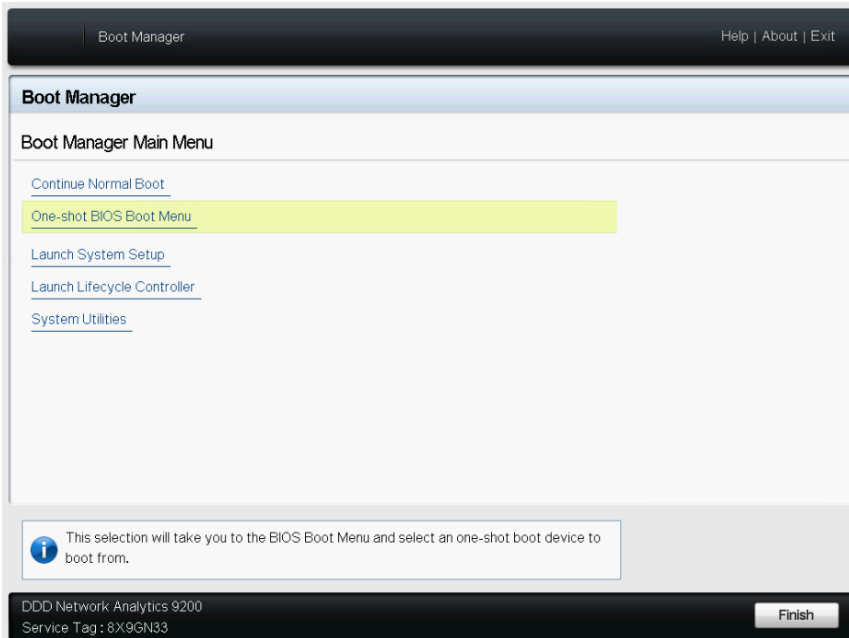 Boot Manager
Help | About | Exit
Boot Manager
Boot Manager Main Menu
Continue Normal Boot
One-shot BIOS Boot Menu
Launch System Setup
Launch Lifecycle Controller
System Utilities
This selection will take you to the BIOS Boot Menu and select an one-shot boot device to
boot from.
DDD Network Analytics 9200
Service Tag : 8X9GN33
Finish